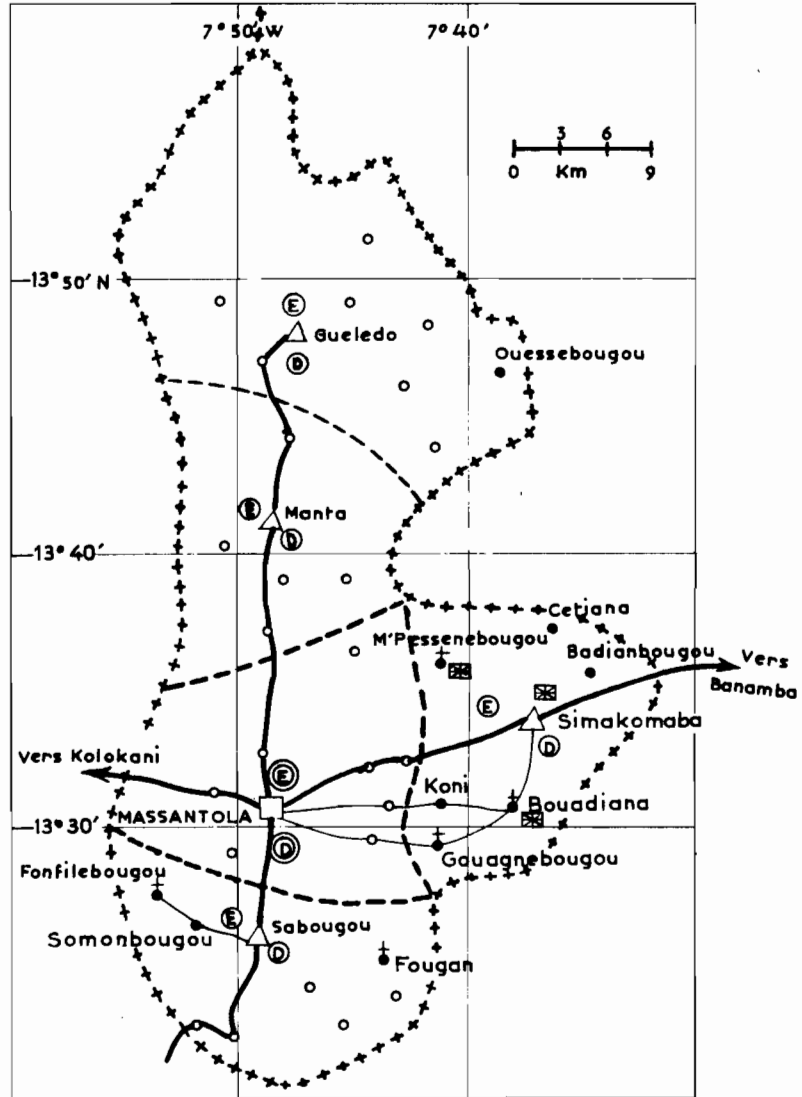 7° 50' W
7° 40'
3 6
0 Km 9
13° 50' N
E
Gueledo
D
Ouessebougou
Manta
D
13° 40'
Cetiana
M'Pessenebougou
Badianbougou
Vers
Banamba
E
Simakomaba
D
Vers Kolokani
E
Koni
MASSANTOLA
Bouadiana
13° 30'
D
Gouagnebougou
Fonfilebougou
E
Sabougou
Somonbougou
D
Fougan